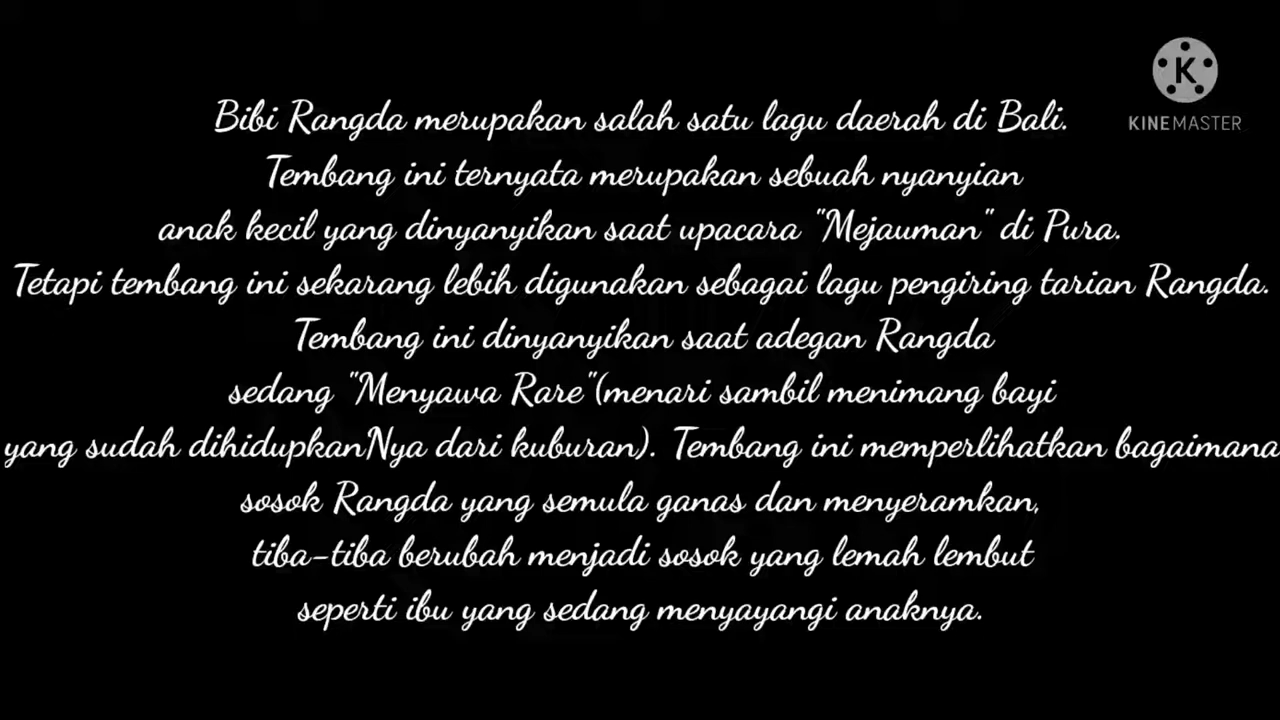 Bibi Rangda merupakan salah satu lagu daerah di Bali.
Tembang ini ternyata merupakan sebuah nyanyian
anak kecil yang dinyanyikan saat upacara "Mejauman" di Pura.
Tetapi tembang ini sekarang lebih digunakan sebagai lagu pengiring tarian Rangda.
Tembang ini dinyanyikan saat adegan Rangda
sedang "Menyawa Rare"(menari sambil menimang bayi
yang sudah dihidupkanNya dari kuburan). Tembang ini memperlihatkan bagaimana
sosok Rangda yang semula ganas dan menyeramkan,
tiba-tiba berubah menjadi sosok yang lemah lembut
seperti ibu yang sedang menyayangi anaknya.
K
KINEMASTER